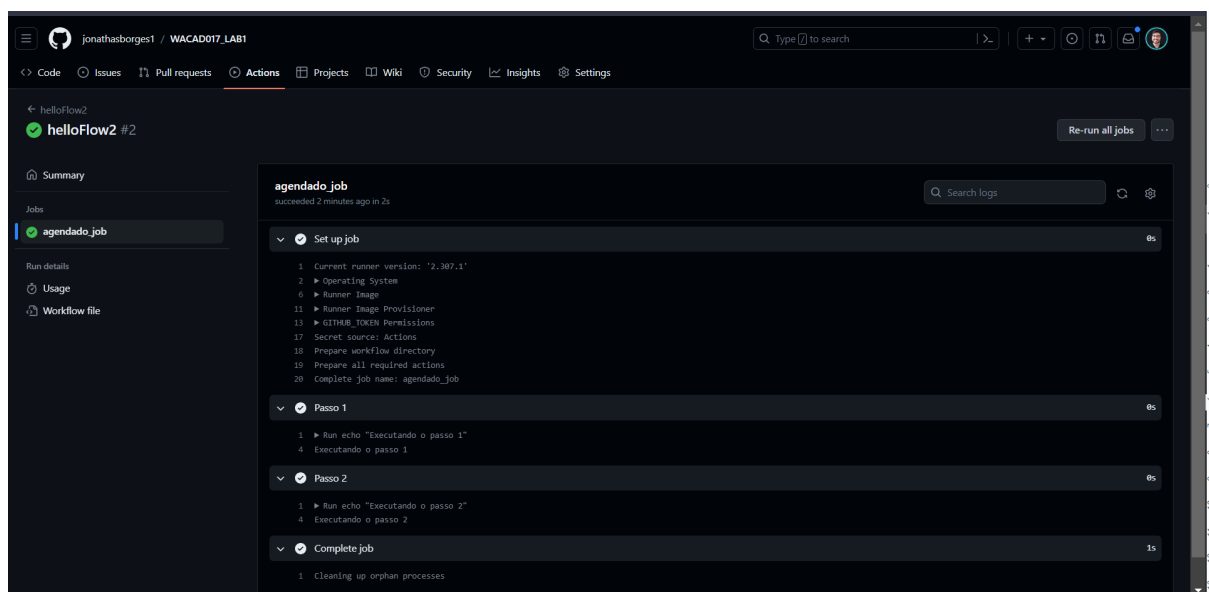 jonathasborges1 / WACAD017_LAB1
Type / to search
Code Issues Pull requests Actions Projects Wiki Security Insights Settings
helloFlow2
helloFlow2 #2
Re-run all jobs
Summary
Jobs
agendado_job
Run details
Usage
Workflow file
agendado_job
succeeded 2 minutes ago in 2s
Search logs
Set up job 0s
1 Current runner version: '2.307.1'
2 Operating System
6 Runner Image
11 Runner Image Provisioner
13 GITHUB_TOKEN Permissions
17 Secret source: Actions
18 Prepare workflow directory
19 Prepare all required actions
20 Complete job name: agendado_job
Passo 1 0s
1 Run echo "Executando o passo 1"
4 Executando o passo 1
Passo 2 0s
1 Run echo "Executando o passo 2"
4 Executando o passo 2
Complete job 1s
1 Cleaning up orphan processes